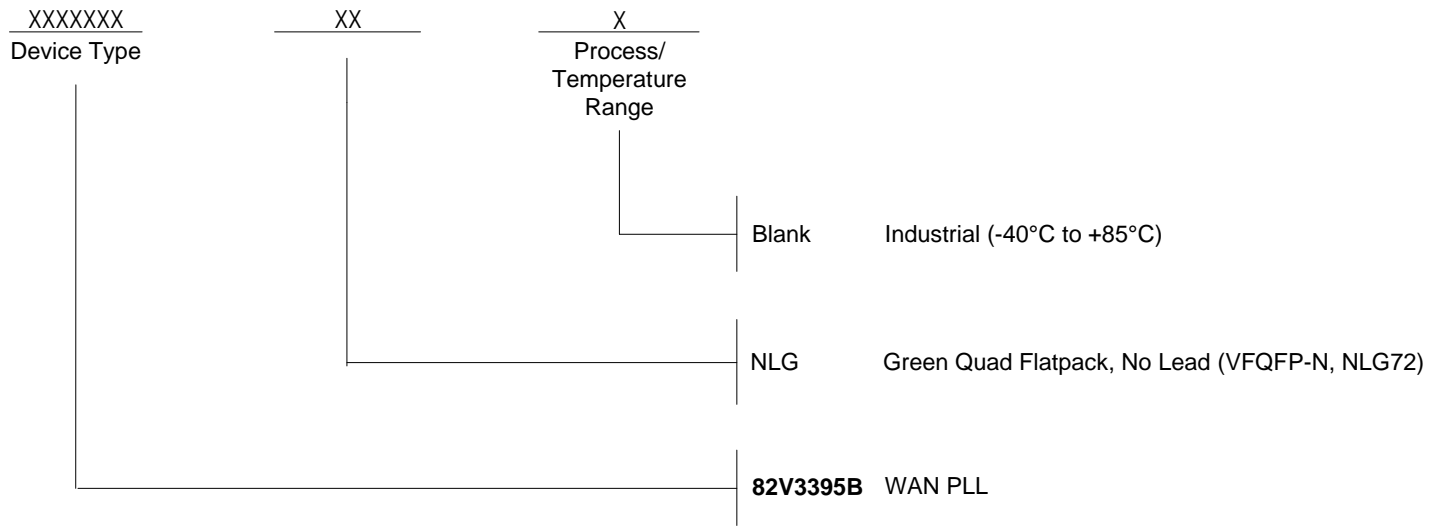 XXXXXXX XX X
Device Type Process/
Temperature
Range
Blank Industrial (-40°C to +85°C)
NLG Green Quad Flatpack, No Lead (VFQFP-N, NLG72)
82V3395B WAN PLL